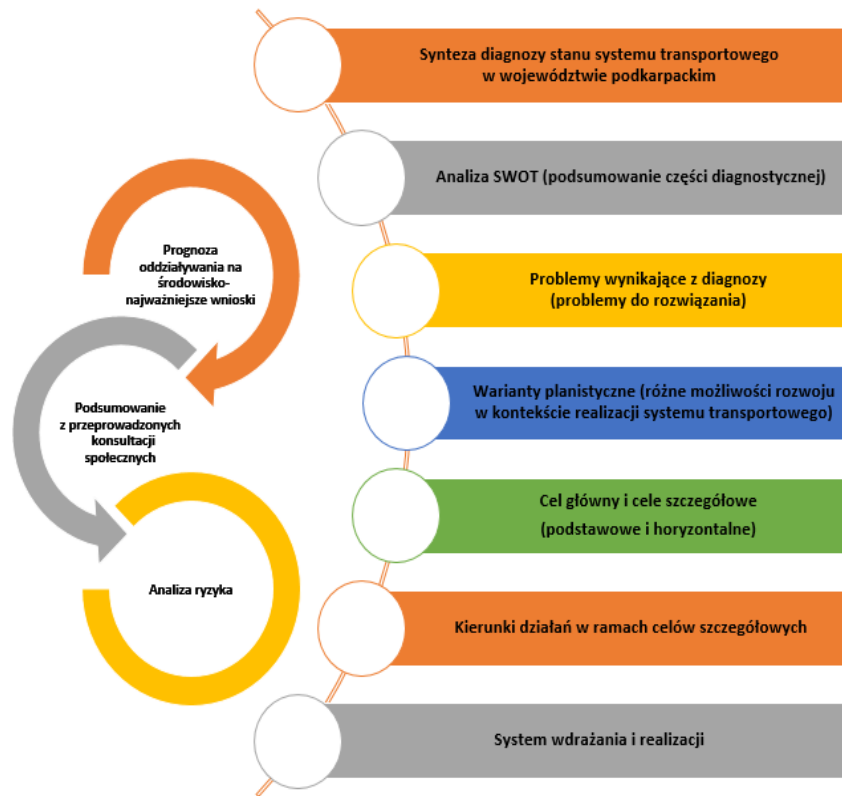 Synteza diagnozy stanu systemu transportowego
w województwie podkarpackim
Analiza SWOT (podsumowanie części diagnostycznej)
Problemy wynikające z diagnozy
(problemy do rozwiązania)
Warianty planistyczne (różne możliwości rozwoju
w kontekście realizacji systemu transportowego)
Cel główny i cele szczegółowe
(podstawowe i horyzontalne)
Kierunki działań w ramach celów szczegółowych
System wdrażania i realizacji
Prognoza
oddziaływania na
środowisko-
najważniejsze wnioski
Podsumowanie
z przeprowadzonych
konsultacji
społecznych
Analiza ryzyka